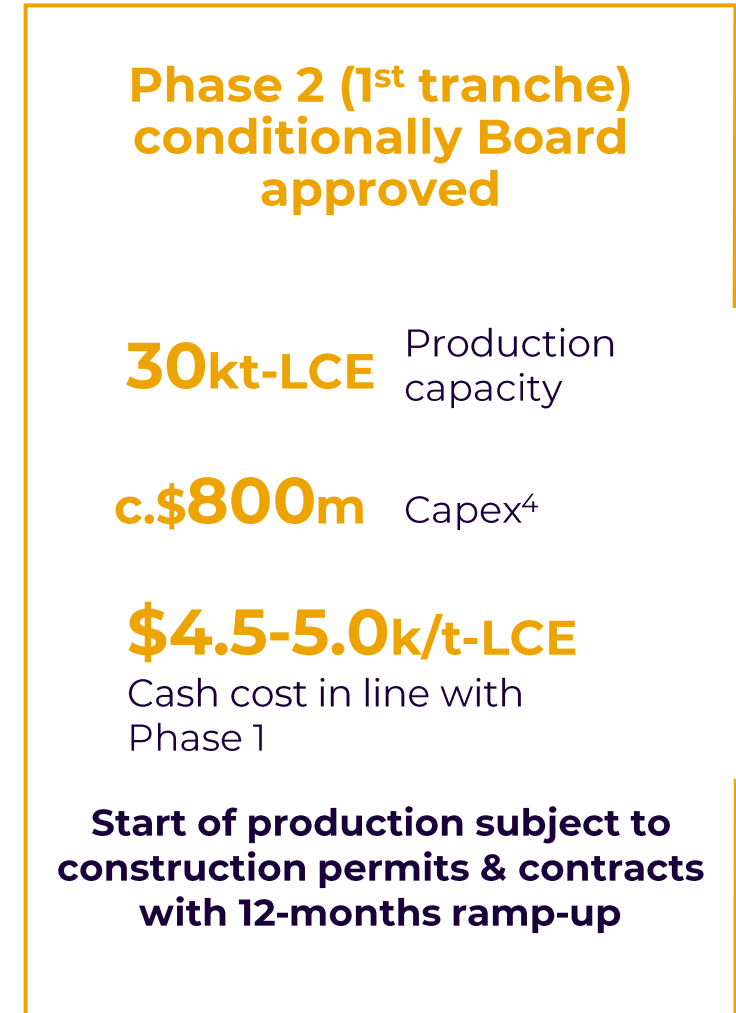 Phase 2 (1st tranche)
conditionally Board
approved
30kt-LCE
Production
capacity
c.$800m
Capex4
$4.5-5.0k/t-LCE
Cash cost in line with
Phase 1
Start of production subject to
construction permits & contracts
with 12-months ramp-up